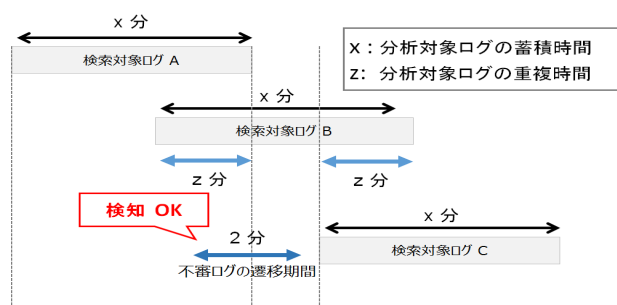 x 分
検索対象ログ A
x：分析対象ログの蓄積時間
z: 分析対象ログの重複時間
x 分
検索対象ログ B
z 分
z 分
検知 OK
x 分
2 分
検索対象ログ C
不審ログの遷移期間